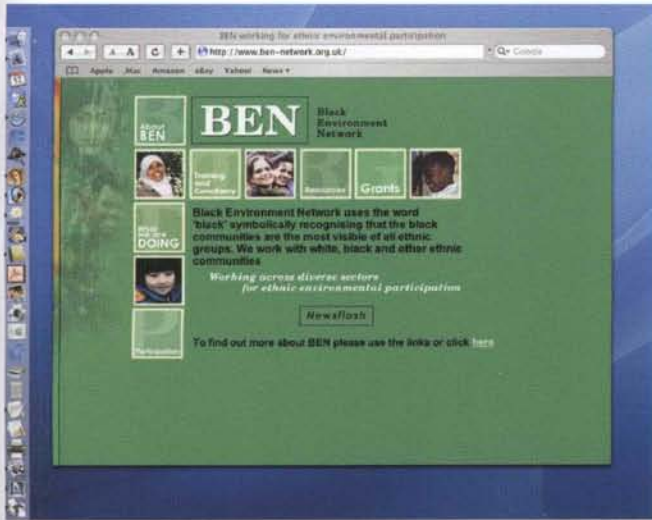 BEN working for ethnic environmental participation
A A C +
http://www.ben-network.org.uk/
Q Google
Apple .Mac Amazon eBay Yahoo! News
About
BEN
BEN
Black
Environment
Network
Training
and
Consultancy
Resources
Grants
DOING
Black Environment Network uses the word
'black' symbolically recognising that the black
communities are the most visible of all ethnic
groups. We work with white, black and other ethnic
communities
Working across diverse sectors
for ethnic environmental participation
Newsflash
Participation
To find out more about BEN please use the links or click here